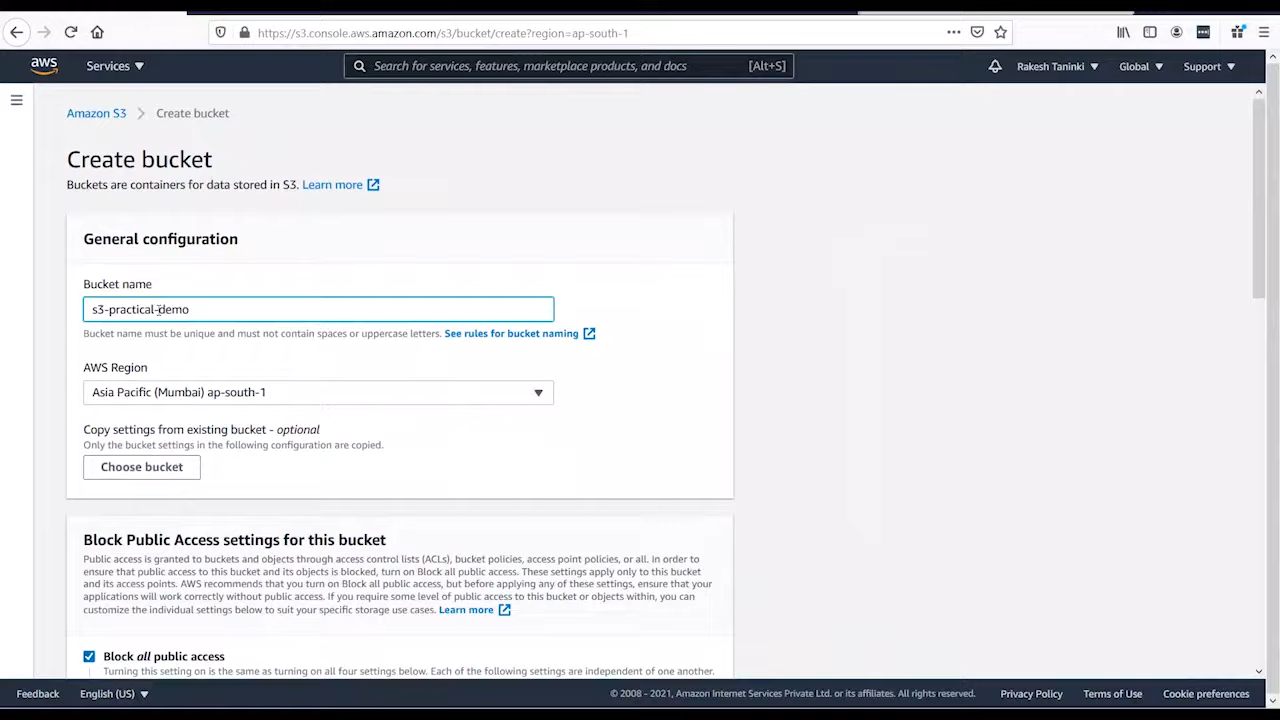 https://s3.console.aws.amazon.com/s3/bucket/create?region=ap-south-1
aws
Services
Search for services, features, marketplace products, and docs
[Alt+S]
Rakesh Taninki
Global
Support
Amazon S3
Create bucket
Create bucket
Buckets are containers for data stored in S3. Learn more
General configuration
Bucket name
s3-practical-demo
Bucket name must be unique and must not contain spaces or uppercase letters. See rules for bucket naming
AWS Region
Asia Pacific (Mumbai) ap-south-1
Copy settings from existing bucket - optional
Only the bucket settings in the following configuration are copied.
Choose bucket
Block Public Access settings for this bucket
Public access is granted to buckets and objects through access control lists (ACLs), bucket policies, access point policies, or all. In order
to ensure that public access to this bucket and its objects is blocked, turn on Block all public access. These settings apply only to this bucket
and its access points. AWS recommends that you turn on Block all public access, but before applying any of these settings, ensure that your
applications will work correctly without public access. If you require some level of public access to this bucket or objects within, you can
customize the individual settings below to suit your specific storage use cases. Learn more
Block all public access
Turning this setting on is the same as turning on all four settings below. Each of the following settings are independent of one another.
Feedback
English (US)
© 2008 - 2021, Amazon Internet Services Private Ltd. or its affiliates. All rights reserved.
Privacy Policy
Terms of Use
Cookie preferences